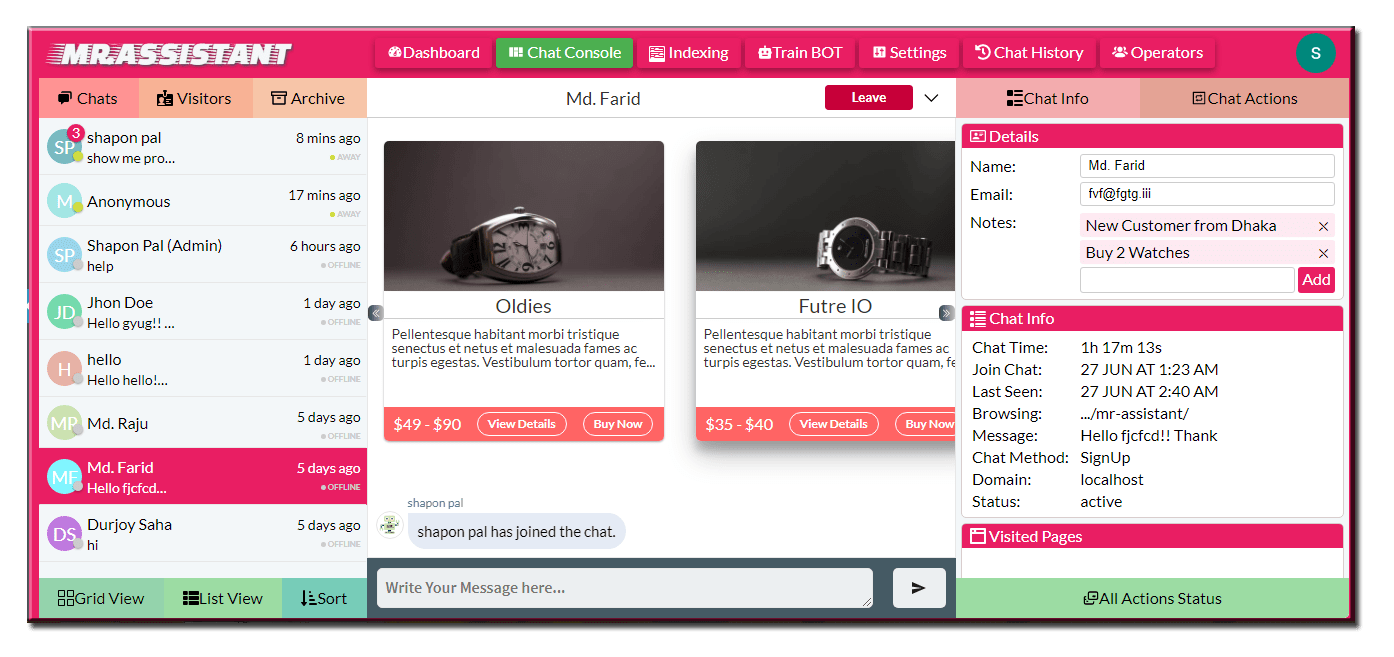 MR.ASSISTANT
Dashboard
Chat Console
Indexing
Train BOT
Settings
Chat History
Operators
S
Chats
Visitors
Archive
SP
3
shapon pal
8 mins ago
show me pro...
AWAY
M
Anonymous
17 mins ago
AWAY
SP
Shapon Pal (Admin)
6 hours ago
help
OFFLINE
JD
Jhon Doe
1 day ago
Hello gyug!! ...
OFFLINE
H
hello
1 day ago
Hello hello!...
OFFLINE
MP
Md. Raju
5 days ago
OFFLINE
MF
Md. Farid
5 days ago
Hello fjcfcd...
OFFLINE
DS
Durjoy Saha
5 days ago
hi
OFFLINE
Grid View
List View
Sort
Md. Farid
Leave
Oldies
Pellentesque habitant morbi tristique
senectus et netus et malesuada fames ac
turpis egestas. Vestibulum tortor quam, fe...
$49 - $90
View Details
Buy Now
Futre IO
Pellentesque habitant morbi tristique
senectus et netus et malesuada fames ac
turpis egestas. Vestibulum tortor quam, fe
$35 - $40
View Details
Buy Now
shapon pal
shapon pal has joined the chat.
Write Your Message here...
Chat Info
Chat Actions
Details
Name: Md. Farid
Email: fvf@fgtg.iii
Notes: New Customer from Dhaka
Buy 2 Watches
Add
Chat Info
Chat Time: 1h 17m 13s
Join Chat: 27 JUN AT 1:23 AM
Last Seen: 27 JUN AT 2:40 AM
Browsing: .../mr-assistant/
Message: Hello fjcfcd!! Thank
Chat Method: SignUp
Domain: localhost
Status: active
Visited Pages
All Actions Status